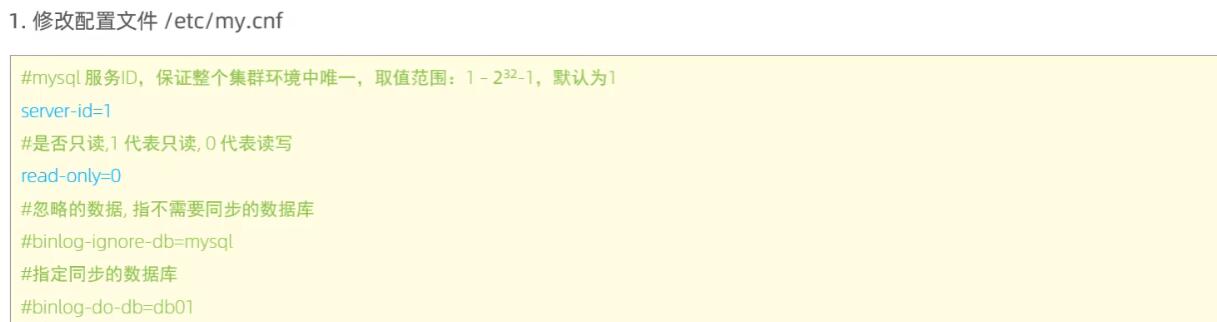 1. 修改配置文件 /etc/my.cnf
#mysql 服务ID，保证整个集群环境中唯一，取值范围：1 – 2³²-1，默认为1
server-id=1
#是否只读,1 代表只读, 0 代表读写
read-only=0
#忽略的数据, 指不需要同步的数据库
#binlog-ignore-db=mysql
#指定同步的数据库
#binlog-do-db=db01